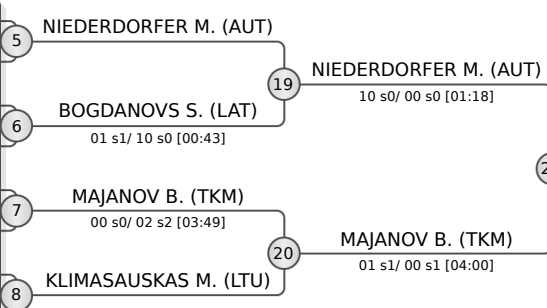 NIEDERDORFER M. (AUT)
5
19
NIEDERDORFER M. (AUT)
10 s0/ 00 s0 [01:18]
BOGDANOVS S. (LAT)
6
01 s1/ 10 s0 [00:43]
MAJANOV B. (TKM)
7
00 s0/ 02 s2 [03:49]
20
MAJANOV B. (TKM)
01 s1/ 00 s1 [04:00]
KLIMASAUSKAS M. (LTU)
8